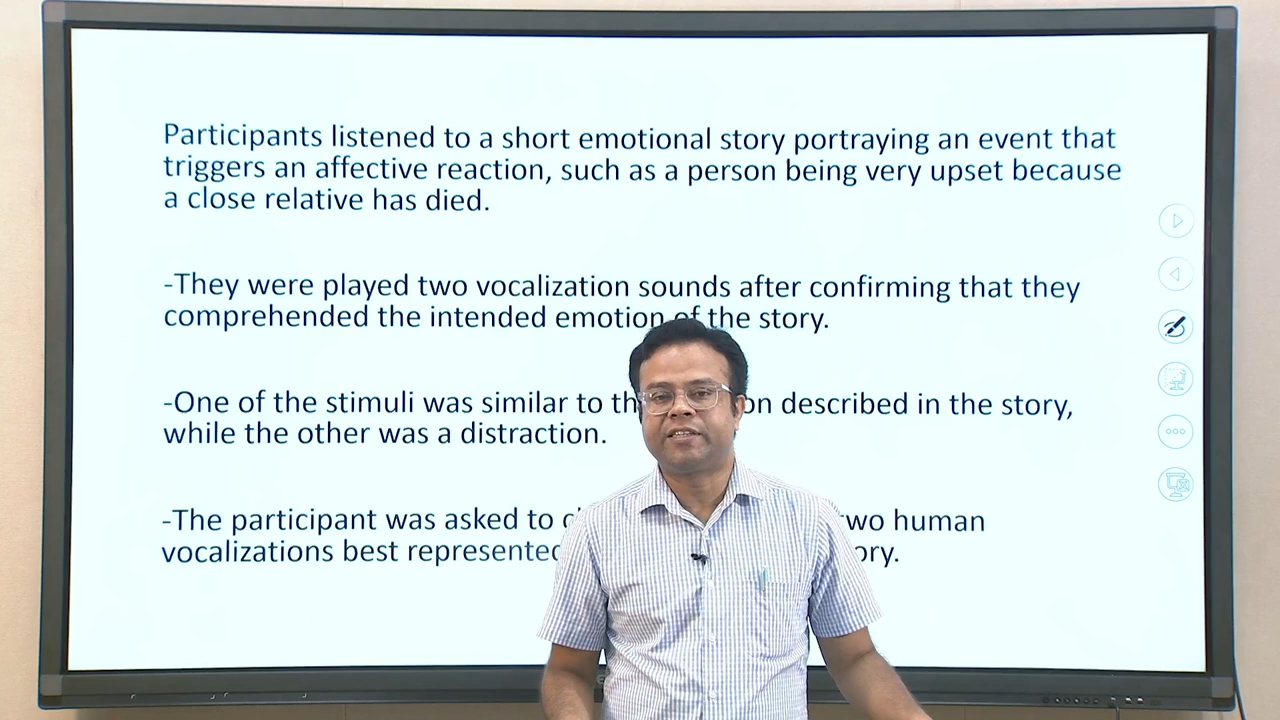 Participants listened to a short emotional story portraying an event that
triggers an affective reaction, such as a person being very upset because
a close relative has died.
-They were played two vocalization sounds after confirming that they
comprehended the intended emotion of the story.
-One of the stimuli was similar to the on described in the story,
while the other was a distraction.
-The participant was asked to two human
vocalizations best represented